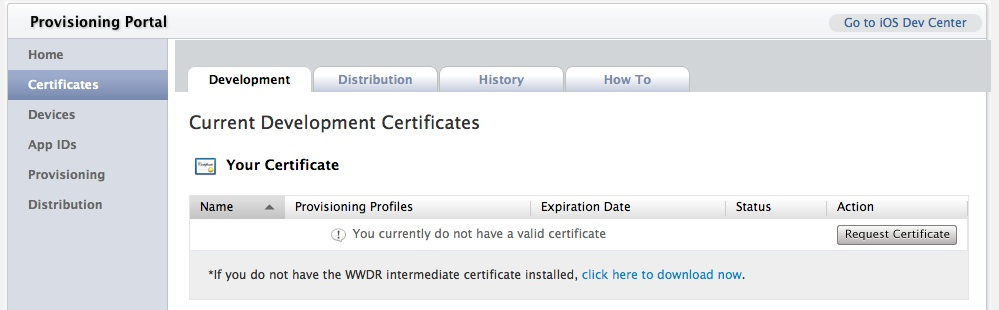 Provisioning Portal
Go to iOS Dev Center
Home
Certificates
Devices
App IDs
Provisioning
Distribution
Development
Distribution
History
How To
Current Development Certificates
Your Certificate
Name Provisioning Profiles Expiration Date Status Action
You currently do not have a valid certificate Request Certificate
*If you do not have the WWDR intermediate certificate installed, click here to download now.